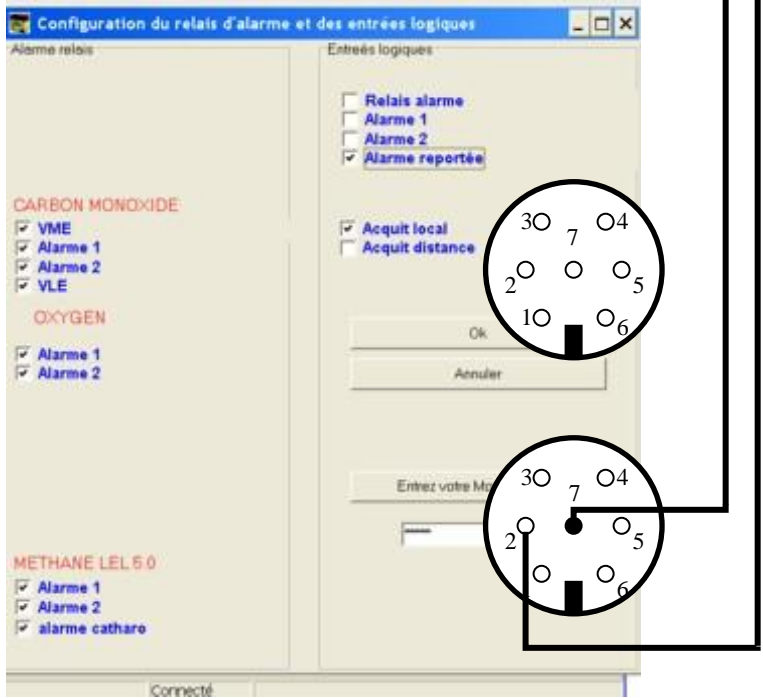 Configuration du relais d'alarme et des entrées logiques
Alarme relais
CARBON MONOXIDE
VME
Alarme 1
Alarme 2
VLE
OXYGEN
Alarme 1
Alarme 2
METHANE LEL 5.0
Alarme 1
Alarme 2
alarme catharo
Entreés logiques
Relais alarme
Alarme 1
Alarme 2
Alarme reportée
Acquit local
Acquit distance
Ok
Annuler
Entrez votre
3 7 4
2 5
1 6
3 7 4
2 5
6
Connecté